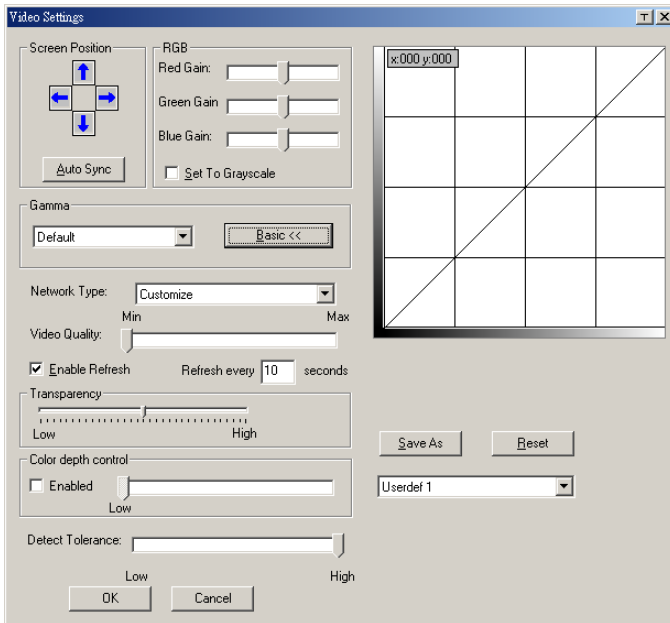 Video Settings
Screen Position
Auto Sync
RGB
Red Gain:
Green Gain
Blue Gain:
Set To Grayscale
x:000 y:000
Gamma
Default
Basic <<
Network Type:
Customize
Min
Max
Video Quality:
Enable Refresh
Refresh every 10 seconds
Transparency
Low
High
Color depth control
Enabled
Low
Detect Tolerance:
Low
High
OK
Cancel
Save As
Reset
Userdef 1